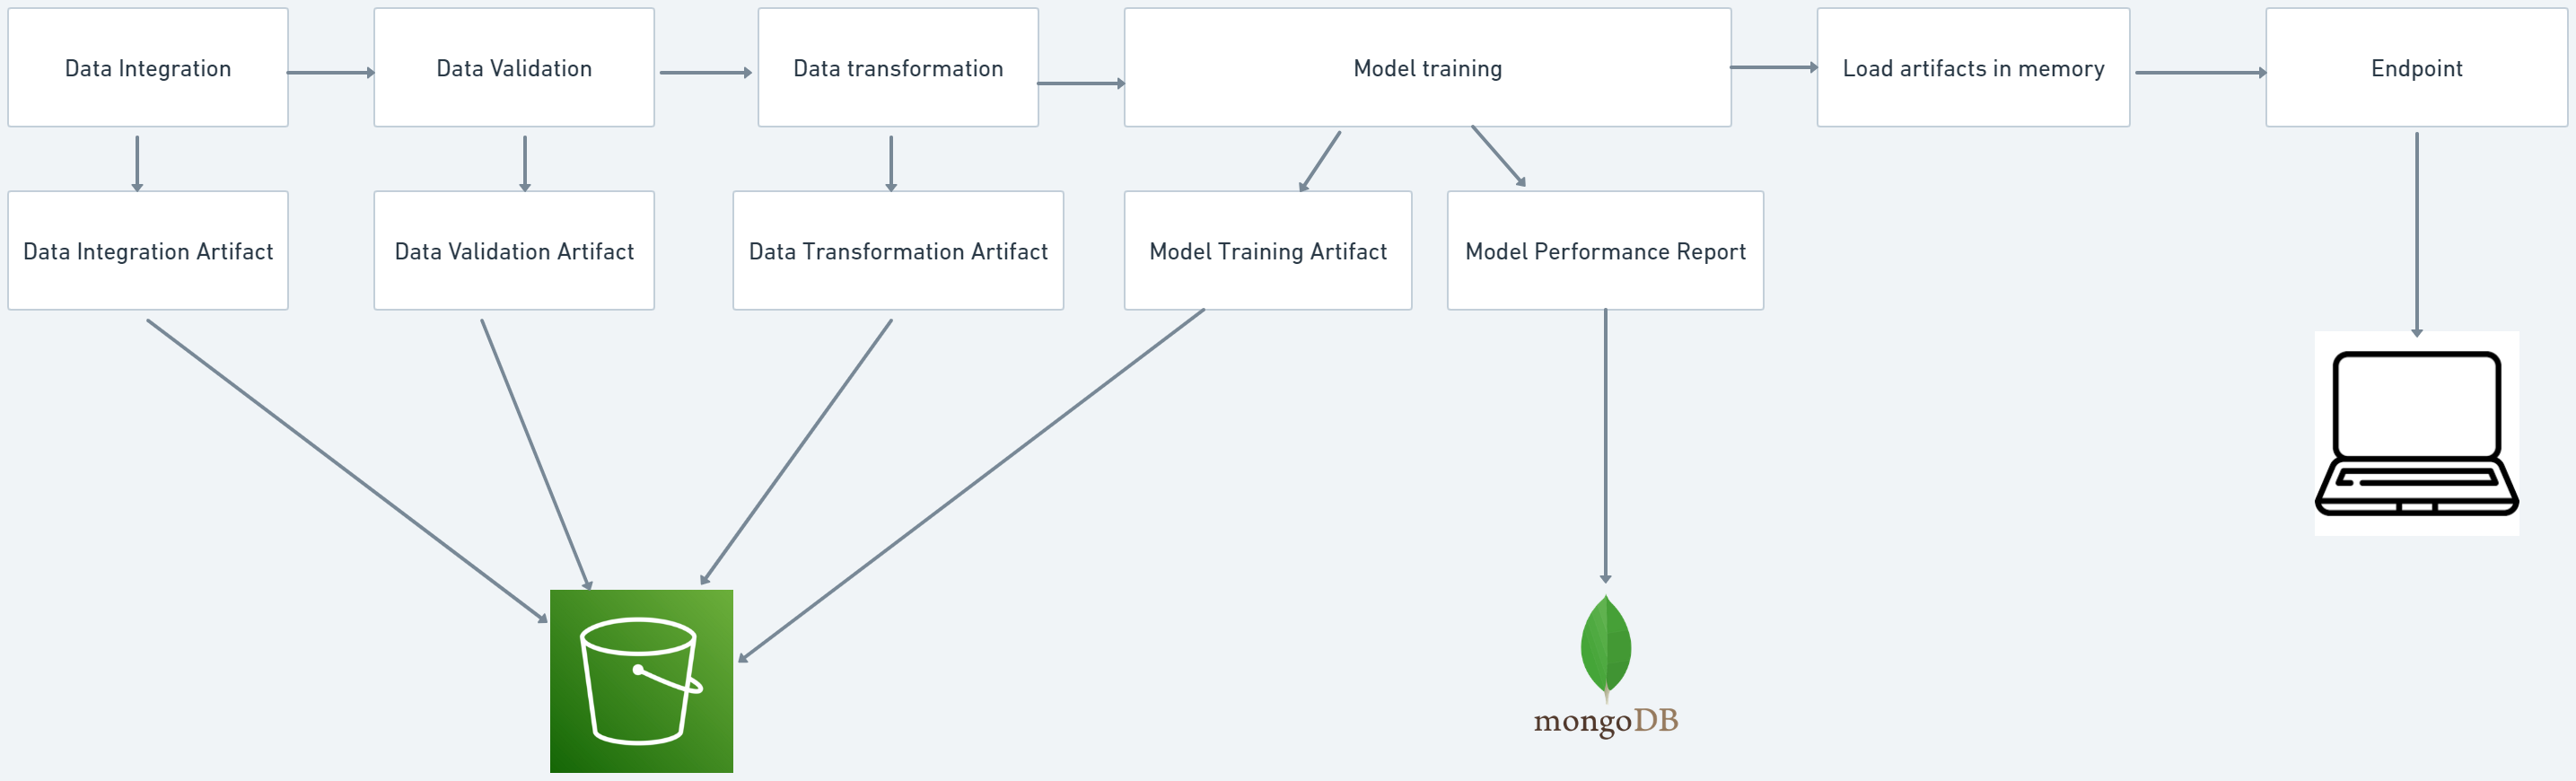 Data Integration
Data Validation
Data transformation
Model training
Load artifacts in memory
Endpoint
Data Integration Artifact
Data Validation Artifact
Data Transformation Artifact
Model Training Artifact
Model Performance Report
mongoDB